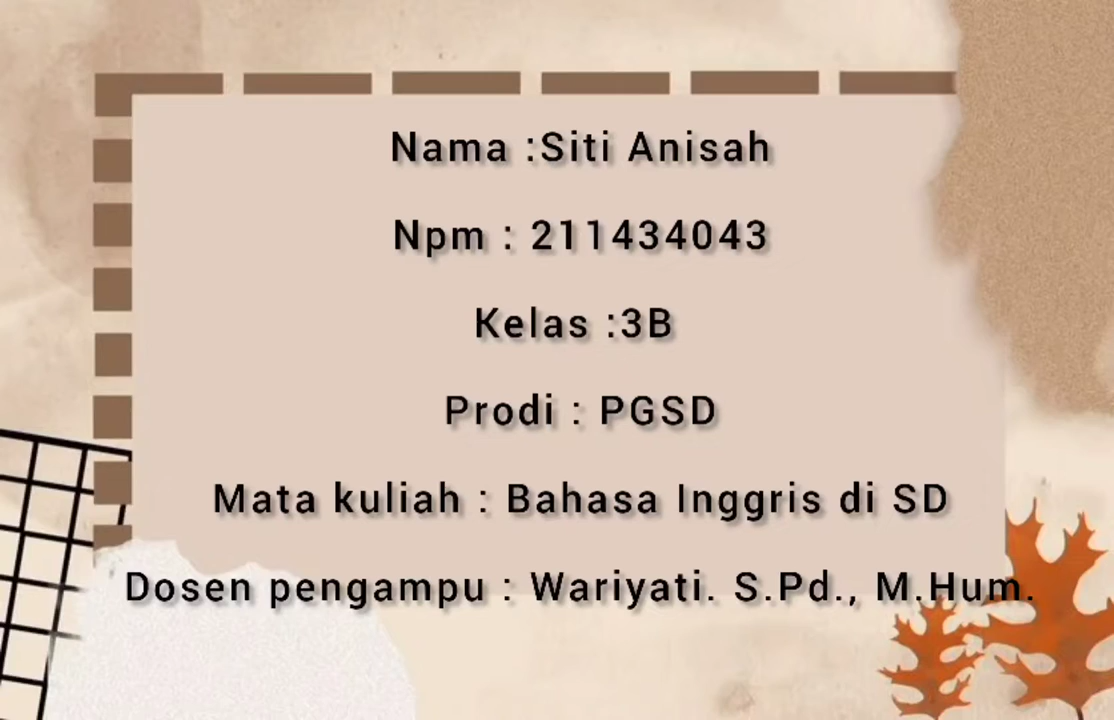 Nama :Siti Anisah
Npm : 211434043
Kelas :3B
Prodi : PGSD
Mata kuliah : Bahasa Inggris di SD
Dosen pengampu : Wariyati. S.Pd., M.Hum.